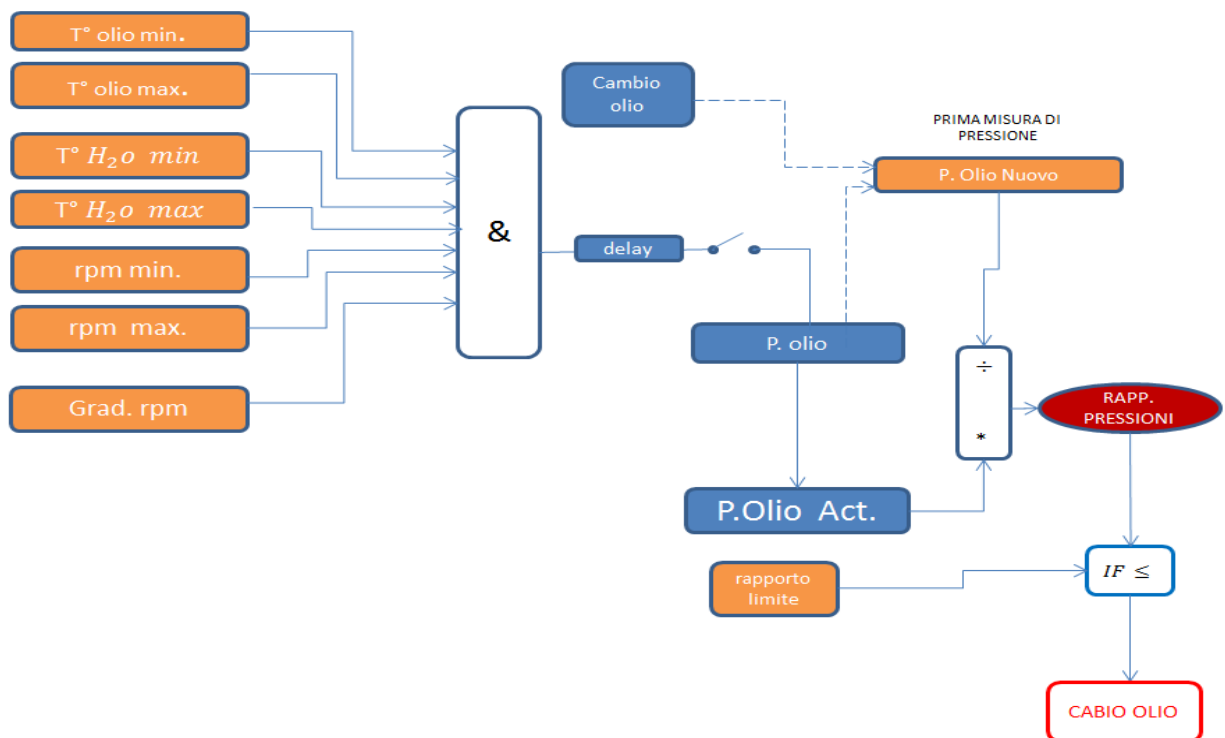 T° olio min.
T° olio max.
T° H₂o min
T° H₂o max
rpm min.
rpm max.
Grad. rpm
&
delay
Cambio
olio
PRIMA MISURA DI
PRESSIONE
P. Olio Nuovo
P. olio
÷
*
RAPP.
PRESSIONI
P.Olio Act.
rapporto
limite
IF ≤
CABIO OLIO